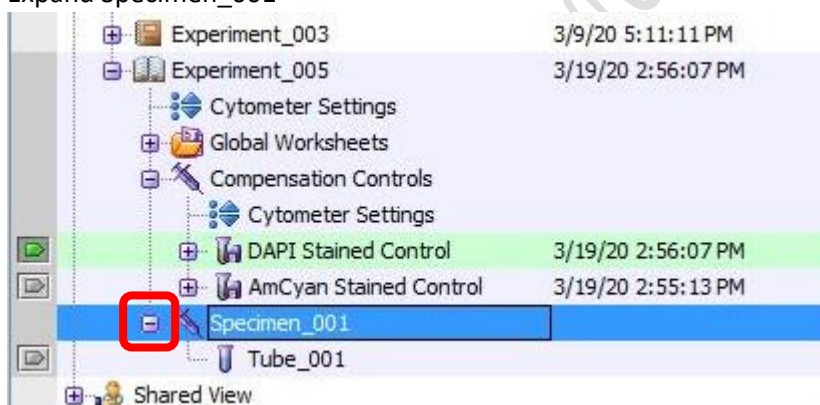 Expand Specimen_001
Experiment_003 3/9/20 5:11:11 PM
Experiment_005 3/19/20 2:56:07 PM
Cytometer Settings
Global Worksheets
Compensation Controls
Cytometer Settings
DAPI Stained Control 3/19/20 2:56:07 PM
AmCyan Stained Control 3/19/20 2:55:13 PM
Specimen_001
Tube_001
Shared View